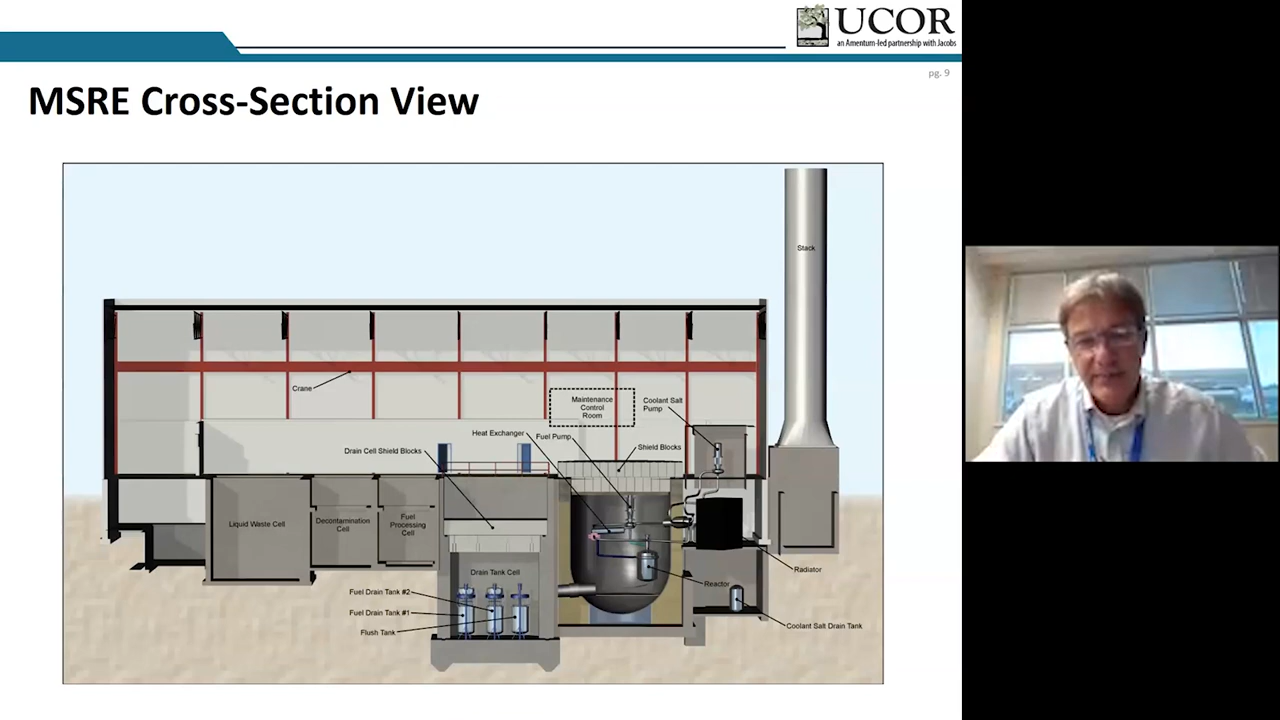 UCOR
an Amentum-led partnership with Jacobs
pg. 9
MSRE Cross-Section View
Stack
Crane
Maintenance
Control
Room
Coolant Salt
Pump
Heat Exchanger
Fuel Pump
Shield Blocks
Drain Cell Shield Blocks
Liquid Waste Cell
Decontamination
Cell
Fuel
Processing
Cell
Drain Tank Cell
Radiator
Reactor
Fuel Drain Tank #2
Fuel Drain Tank #1
Flush Tank
Coolant Salt Drain Tank